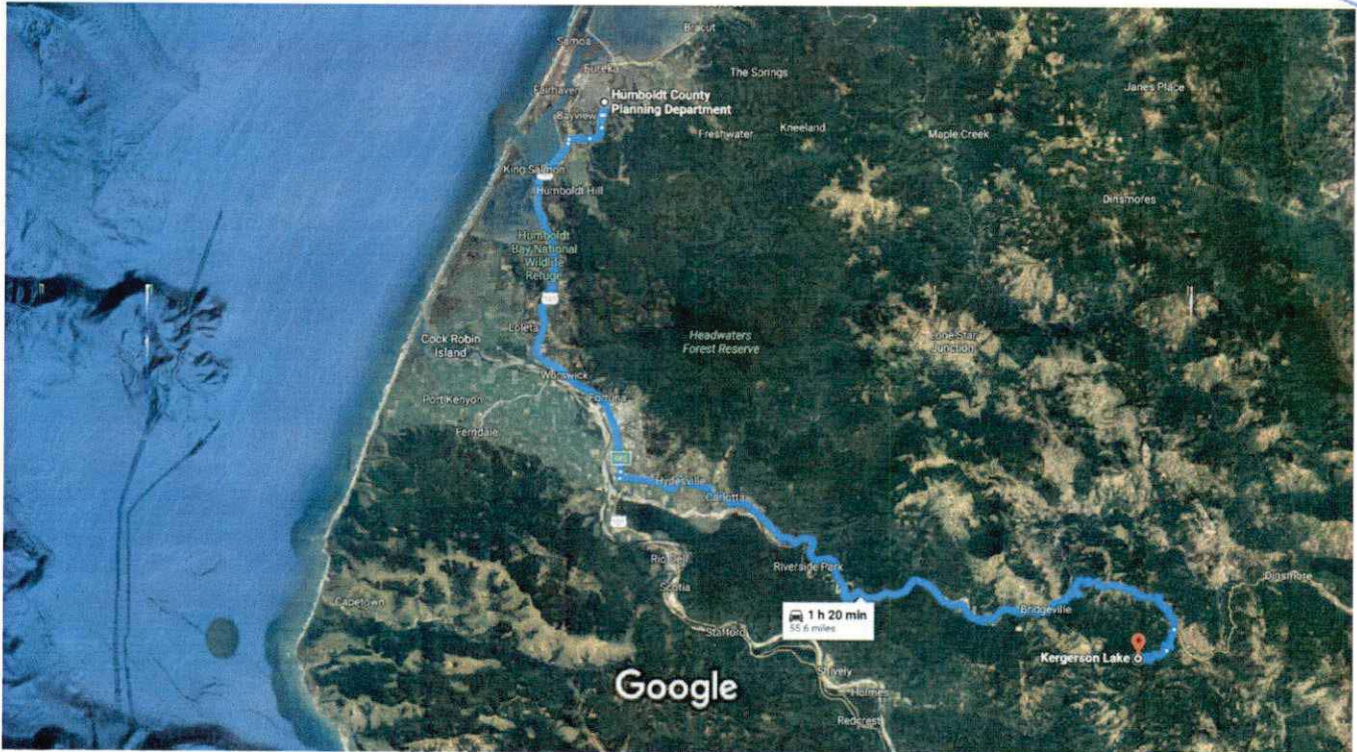 Samoa
Bracut
Eureka
The Springs
Fairhaven
Humboldt County
Planning Department
Janes Place
Bayview
Freshwater
Kneeland
Maple Creek
King Salmon
Humboldt Hill
Dinsmores
Humboldt
Bay National
Wildlife
Refuge
Loleta
Cock Robin
Island
Headwaters
Forest Reserve
Lone Star
Junction
Worswick
Port Kenyon
Fortuna
Ferndale
Hydesville
Carlotta
Rio Dell
Riverside Park
Scotia
Dinsmore
Capetown
1 h 20 min
55.6 miles
Bridgeville
Stafford
Kergerson Lake
Shively
Google
Holmes
Redcrest